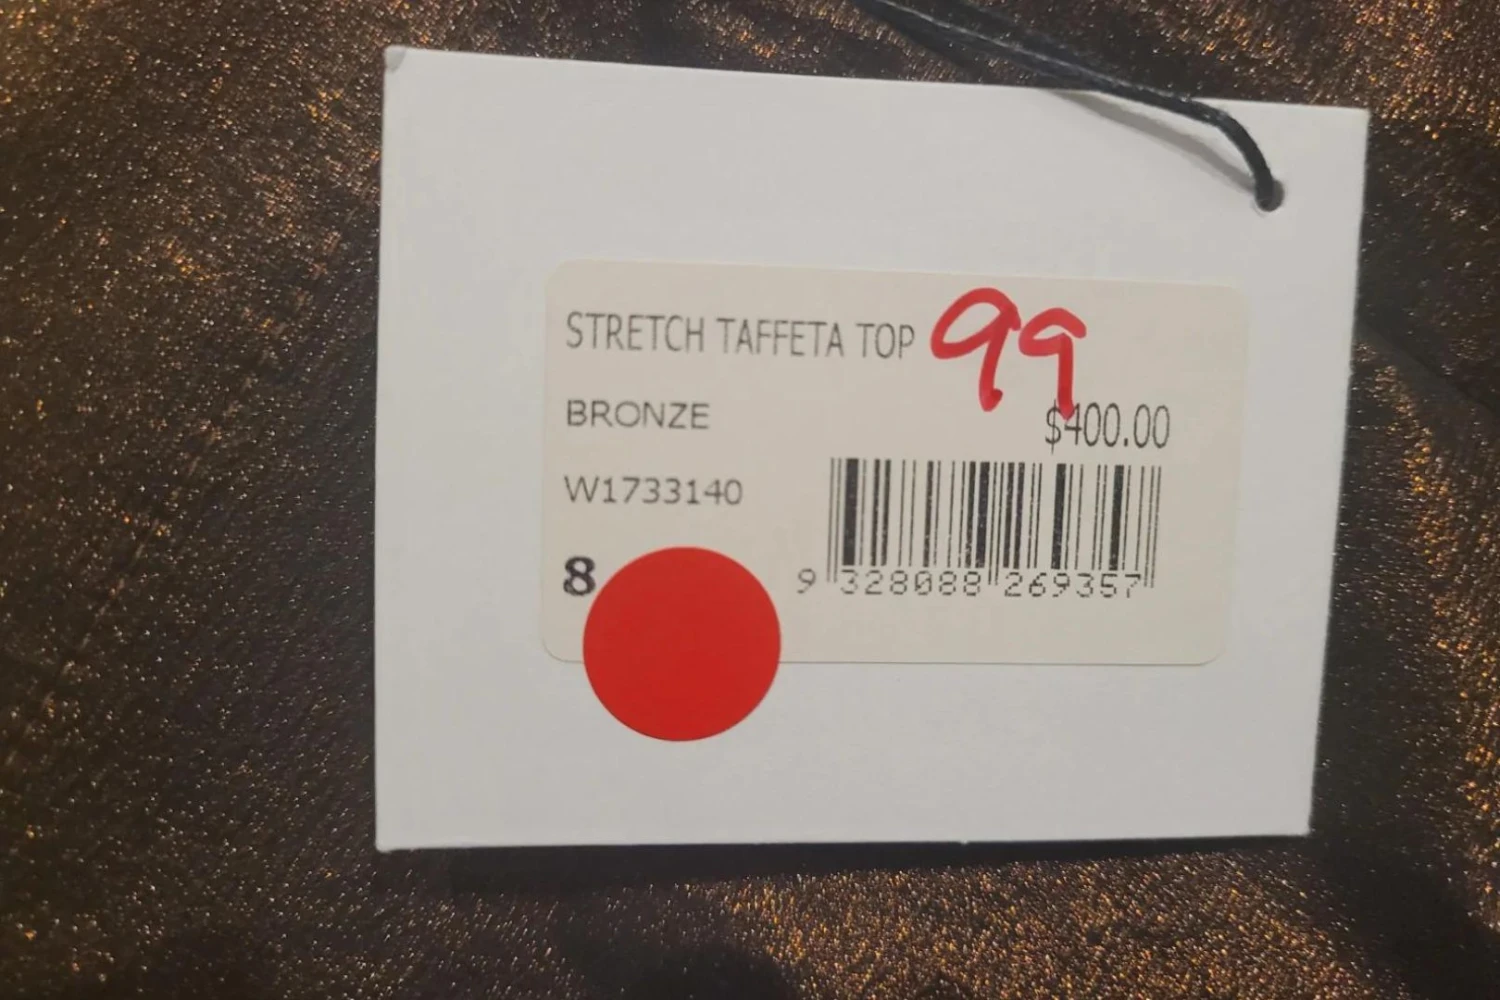 STRETCH TAFFETA TOP 99
BRONZE
$400.00
W1733140
8
9 328088 269357